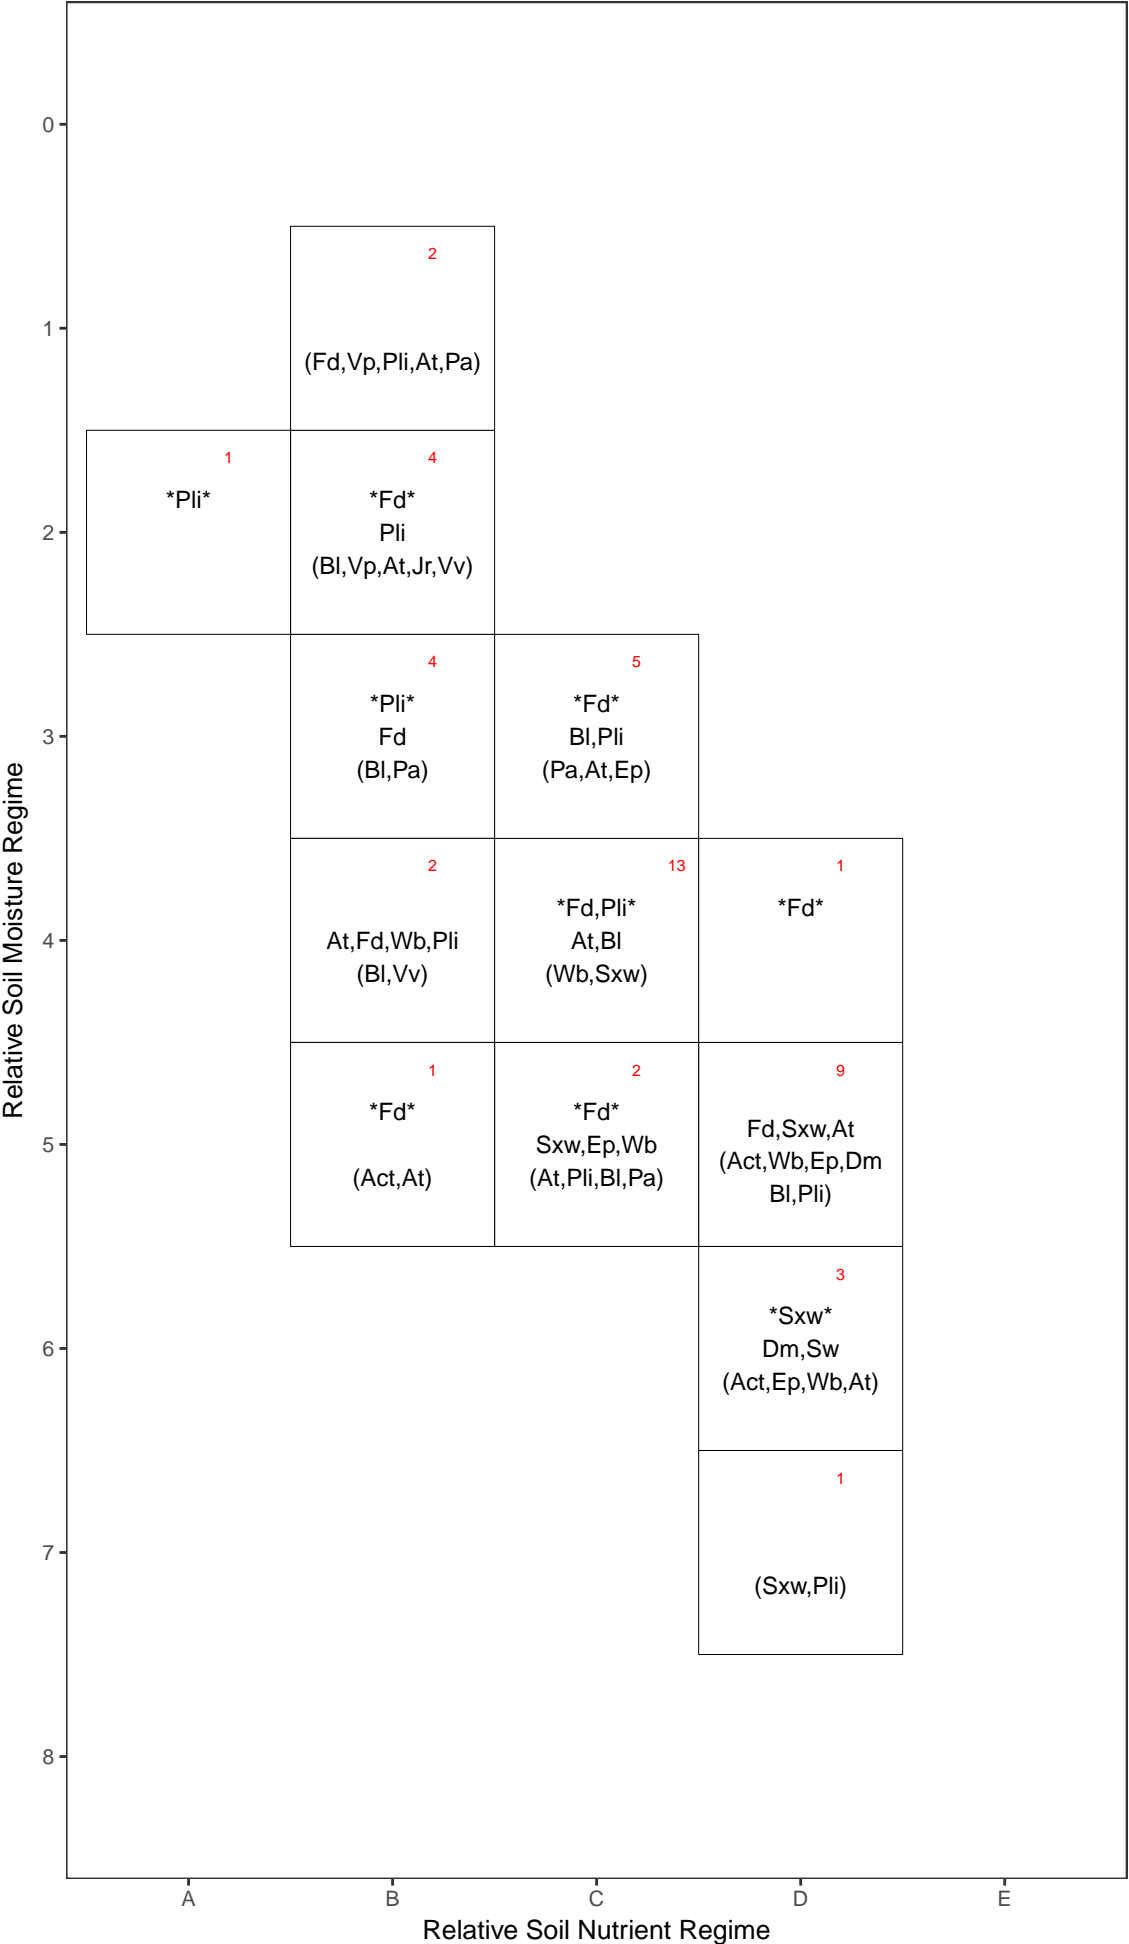 0
2
1
(Fd,Vp,Pli,At,Pa)
1
4
*Pli*
*Fd*
2
Pli
(Bl,Vp,At,Jr,Vv)
4
5
*Pli*
*Fd*
3
Fd
Bl,Pli
(Bl,Pa)
(Pa,At,Ep)
Relative Soil Moisture Regime
2
13
1
*Fd,Pli*
*Fd*
4
At,Fd,Wb,Pli
At,Bl
(Bl,Vv)
(Wb,Sxw)
1
2
9
*Fd*
*Fd*
Fd,Sxw,At
5
Sxw,Ep,Wb
(Act,Wb,Ep,Dm
(Act,At)
(At,Pli,Bl,Pa)
Bl,Pli)
3
*Sxw*
6
Dm,Sw
(Act,Ep,Wb,At)
1
7
(Sxw,Pli)
8
A
B
C
D
E
Relative Soil Nutrient Regime